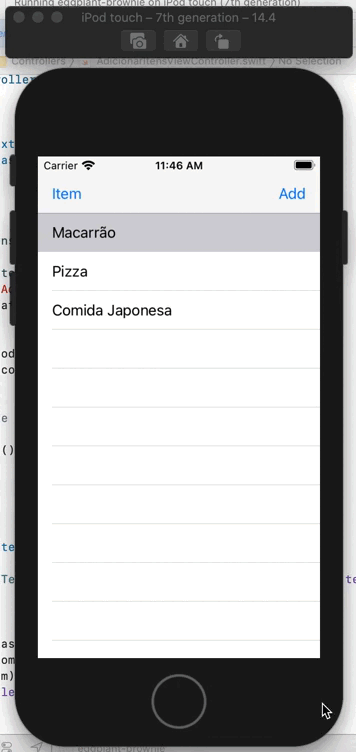 Running eggplant-brownie on iPod touch (7th generation)
iPod touch – 7th generation – 14.4
Controllers 〉 AdicionarItensViewController.swift 〉 No Selection
Carrier 11:46 AM
Item Add
Macarrão
Pizza
Comida Japonesa
eggplant-brownie